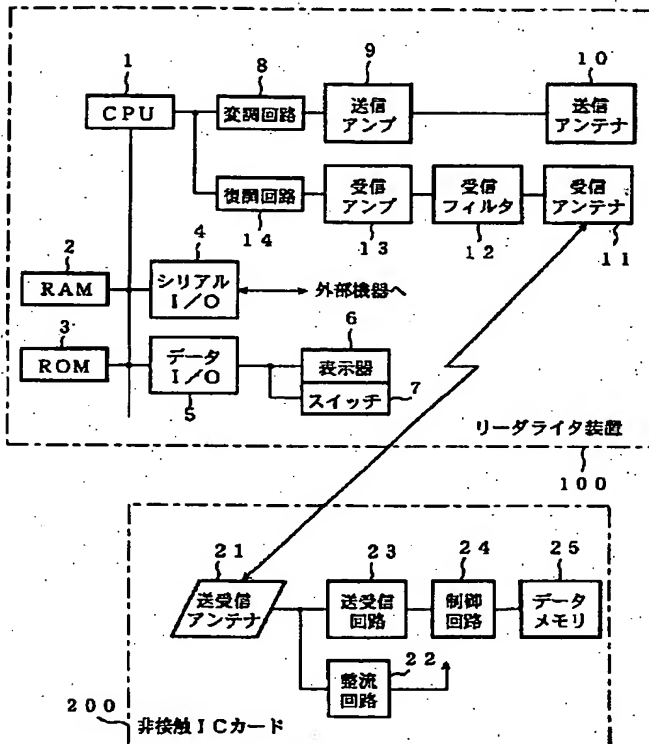 1
8
9
10
CPU
変調回路
送信
アンプ
送信
アンテナ
復調回路
受信
アンプ
受信
フィルタ
受信
アンテナ
14
13
12
11
2
4
RAM
シリアル
I/O
外部機器へ
3
6
ROM
データ
I/O
表示器
スイッチ
7
5
リーダライタ装置
100
21
23
24
25
送受信
アンテナ
送受信
回路
制御
回路
データ
メモリ
整流
回路
22
200
非接触ICカード